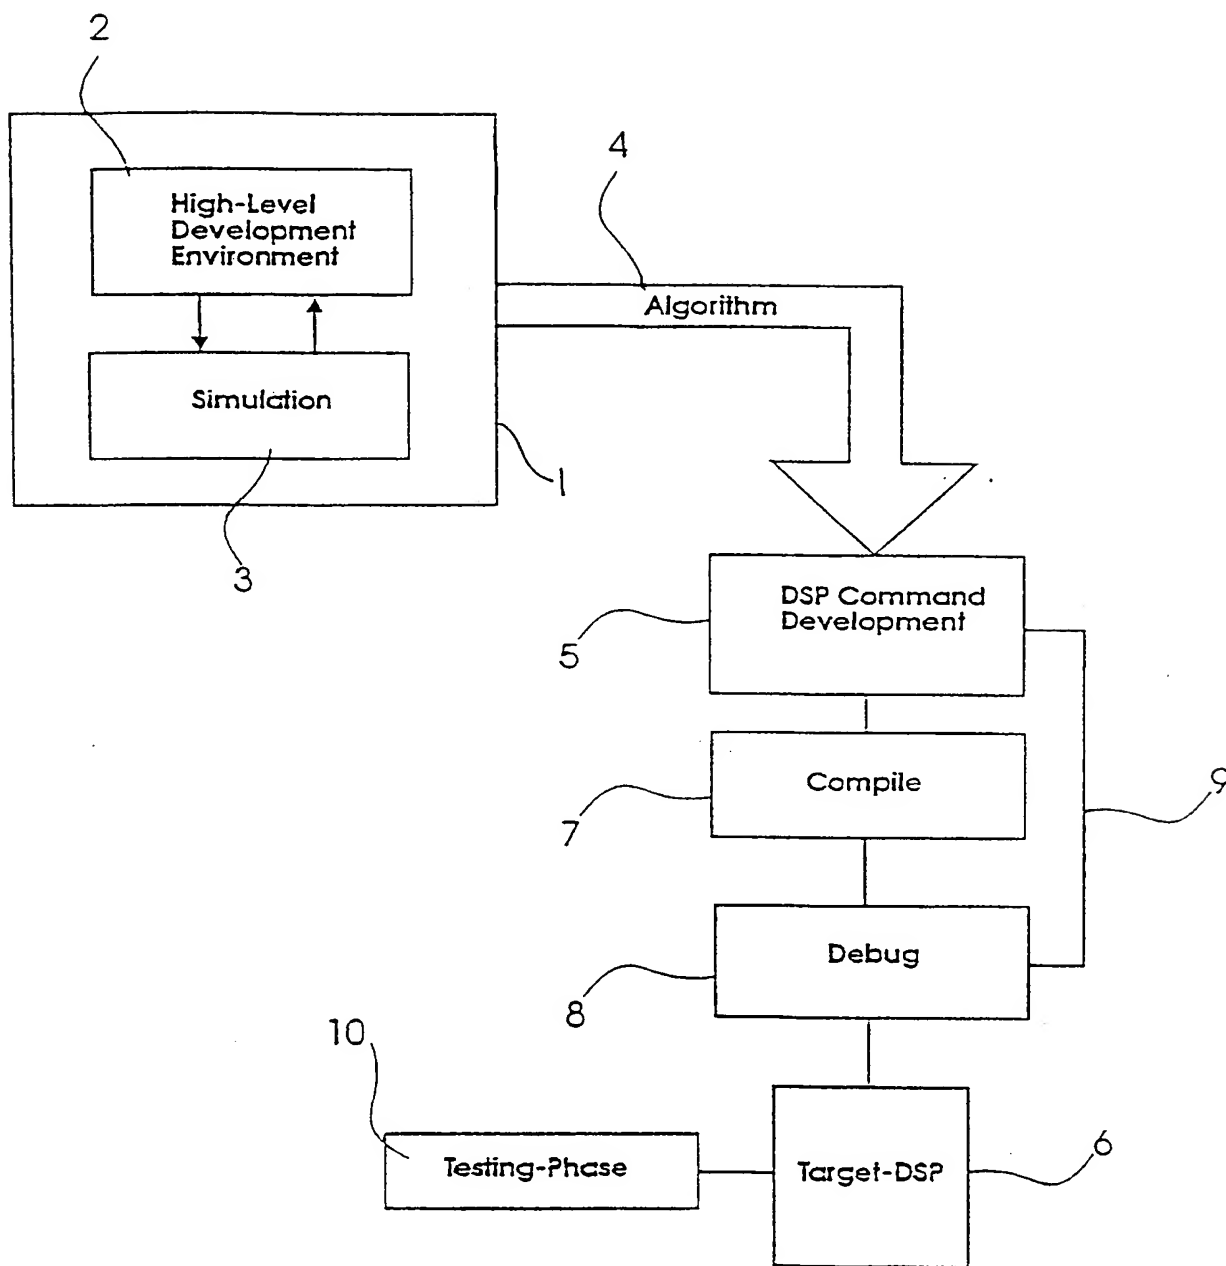 2
High-Level
Development
Environment
4
Algorithm
Simulation
1
3
DSP Command
Development
5
Compile
7
9
Debug
8
10
Testing-Phase
Target-DSP
6